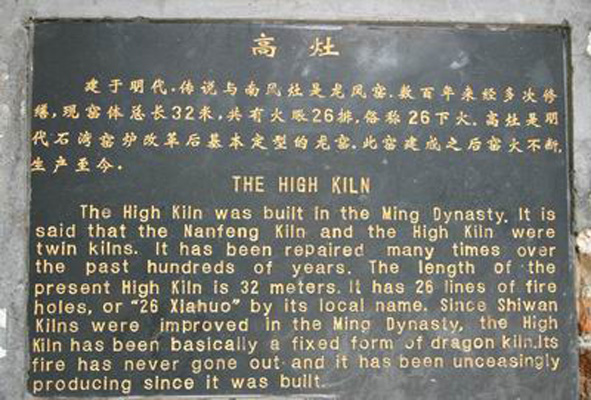 高灶
建于明代.传说与南风灶是龙凤窑.数百年来经多次修
缮,现窑体总长32米,共有火眼26排.俗称26下火.高灶是明
代石湾窑炉改革后基本定型的龙窑.此窑建成之后窑火不断,
生产至今.
THE HIGH KILN
The High Kiln was built in the Ming Dynasty. It is
said that the Nanfeng Kiln and the High Kiln were
twin kilns. It has been repaired many times over
the past hundreds of years. The length of the
present High Kiln is 32 meters. It has 26 lines of fire
holes, or "26 Xiahuo" by its local name. Since Shiwan
Kilns were improved in the Ming Dynasty, the High
Kiln has been basically a fixed form of dragon kiln.Its
fire has never gone out and it has been unceasingly
producing since it was built.